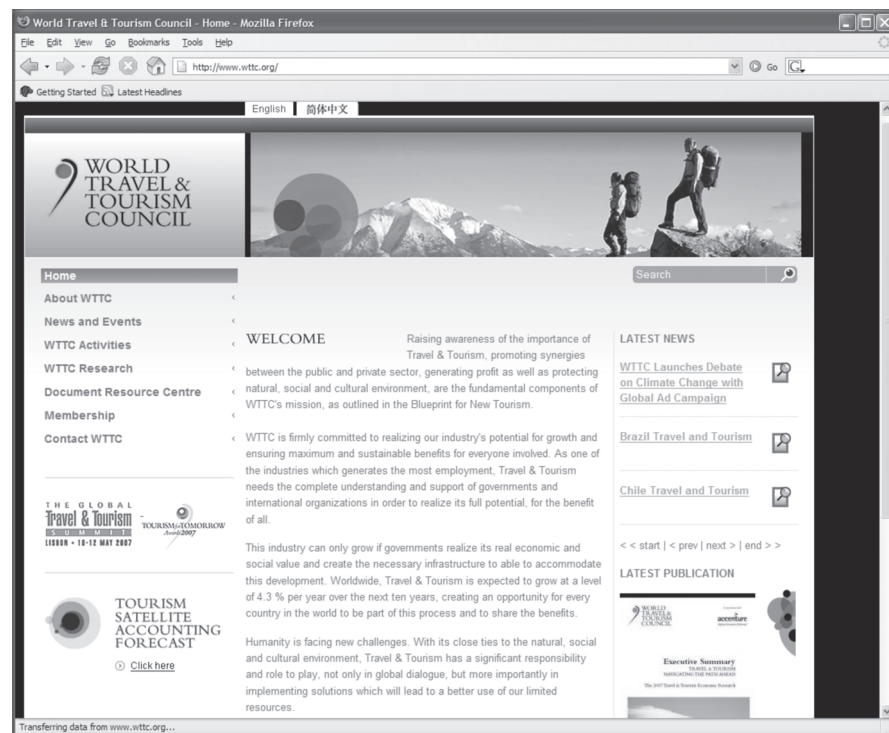 World Travel & Tourism Council - Home - Mozilla Firefox
File Edit View Go Bookmarks Tools Help
http://www.wttc.org/
Go
G
Getting Started Latest Headlines
English 简体中文
WORLD
TRAVEL &
TOURISM
COUNCIL
Home
About WTTC
News and Events
WTTC Activities
WTTC Research
Document Resource Centre
Membership
Contact WTTC
THE GLOBAL
Travel & Tourism
SUMMIT
LISBON • 10-12 MAY 2007
TOURISM for TOMORROW
Awards 2007
TOURISM
SATELLITE
ACCOUNTING
FORECAST
Click here
WELCOME
Raising awareness of the importance of
Travel & Tourism, promoting synergies
between the public and private sector, generating profit as well as protecting
natural, social and cultural environment, are the fundamental components of
WTTC's mission, as outlined in the Blueprint for New Tourism.
WTTC is firmly committed to realizing our industry's potential for growth and
ensuring maximum and sustainable benefits for everyone involved. As one of
the industries which generates the most employment, Travel & Tourism
needs the complete understanding and support of governments and
international organizations in order to realize its full potential, for the benefit
of all.
This industry can only grow if governments realize its real economic and
social value and create the necessary infrastructure to able to accommodate
this development. Worldwide, Travel & Tourism is expected to grow at a level
of 4.3 % per year over the next ten years, creating an opportunity for every
country in the world to be part of this process and to share the benefits.
Humanity is facing new challenges. With its close ties to the natural, social
and cultural environment, Travel & Tourism has a significant responsibility
and role to play, not only in global dialogue, but more importantly in
implementing solutions which will lead to a better use of our limited
resources.
Search
LATEST NEWS
WTTC Launches Debate
on Climate Change with
Global Ad Campaign
Brazil Travel and Tourism
Chile Travel and Tourism
< < start | < prev | next > | end > >
LATEST PUBLICATION
WORLD
TRAVEL &
TOURISM
COUNCIL
accenture
Executive Summary
TRAVEL & TOURISM
NAVIGATING THE PATH AHEAD
The 2007 Travel & Tourism Economic Research
Transferring data from www.wttc.org...